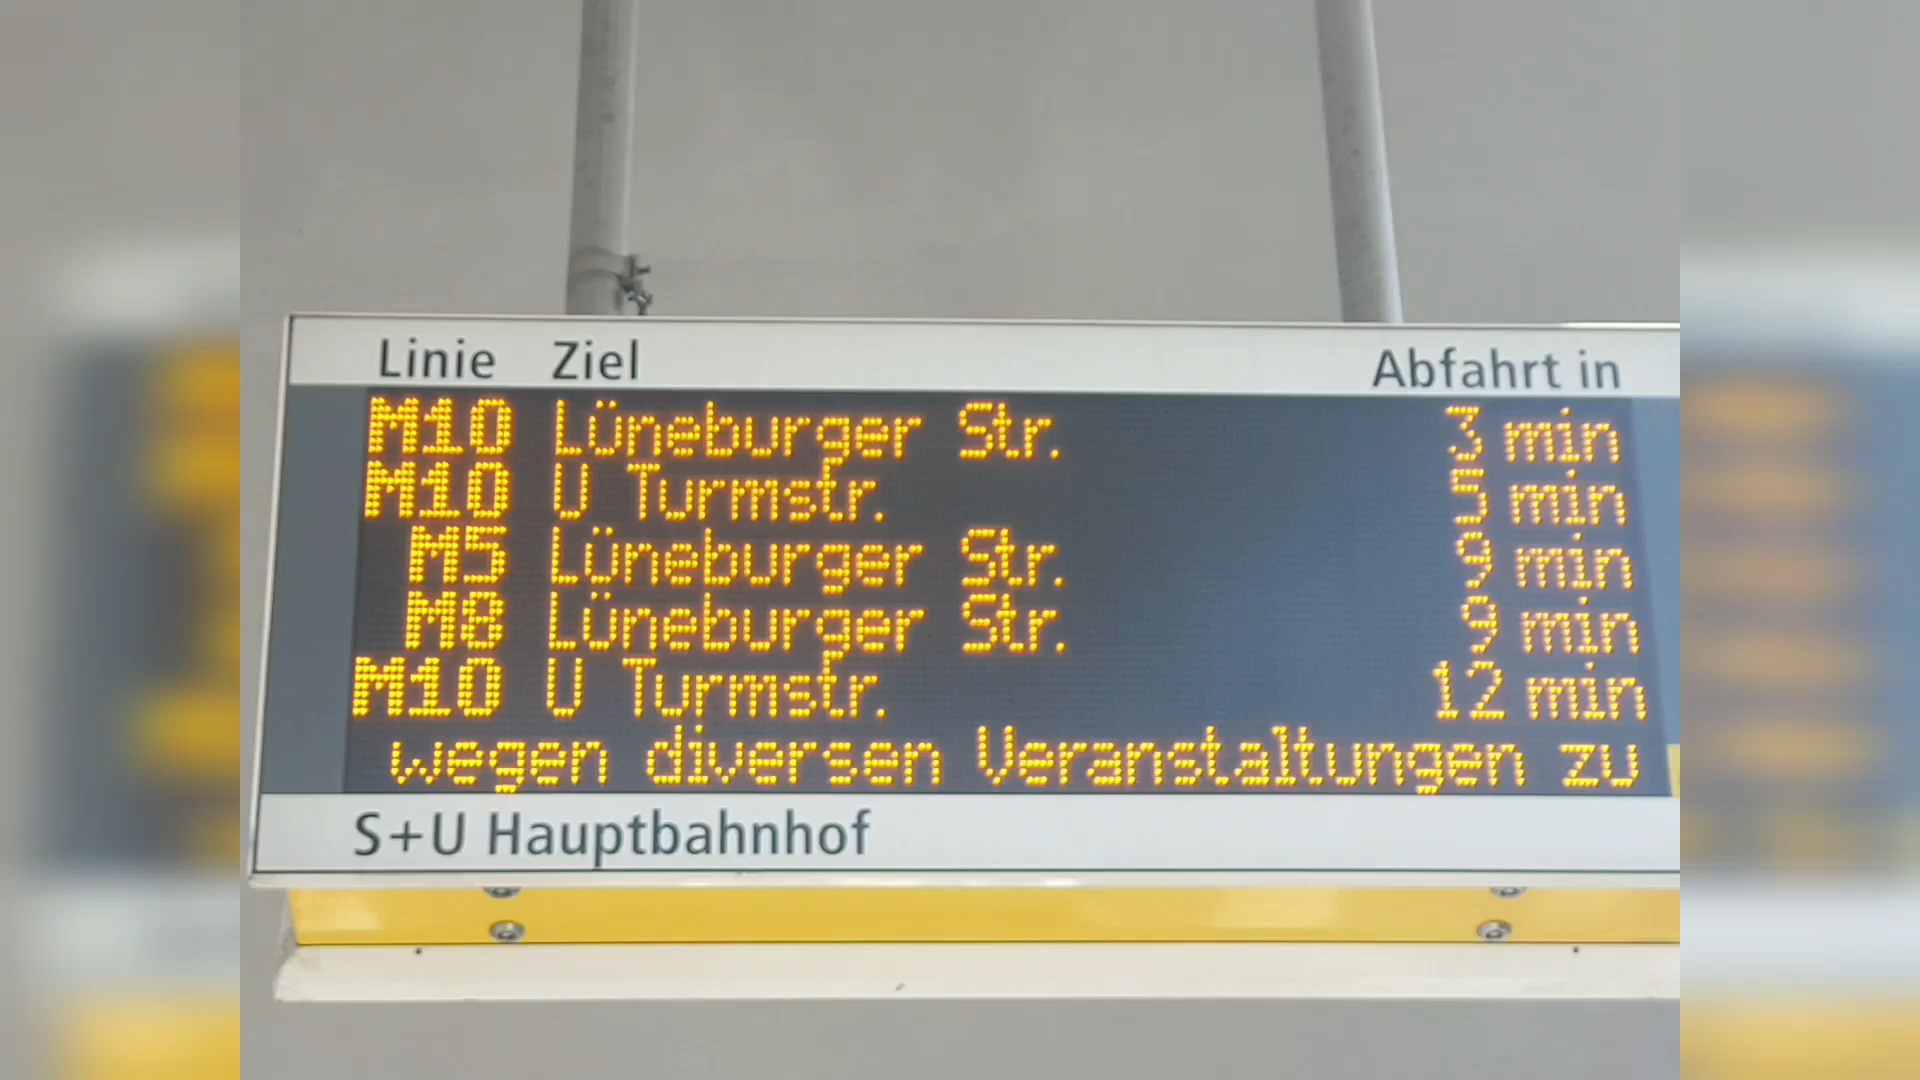 Linie Ziel Abfahrt in
M10 Lüneburger Str. 3 min
M10 U Turmstr. 5 min
M5 Lüneburger Str. 9 min
M8 Lüneburger Str. 9 min
M10 U Turmstr. 12 min
wegen diversen Veranstaltungen zu
S+U Hauptbahnhof